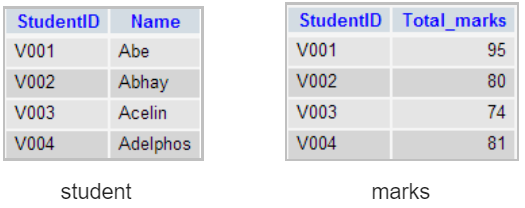 StudentID Name
V001 Abe
V002 Abhay
V003 Acelin
V004 Adelphos
student
StudentID Total_marks
V001 95
V002 80
V003 74
V004 81
marks